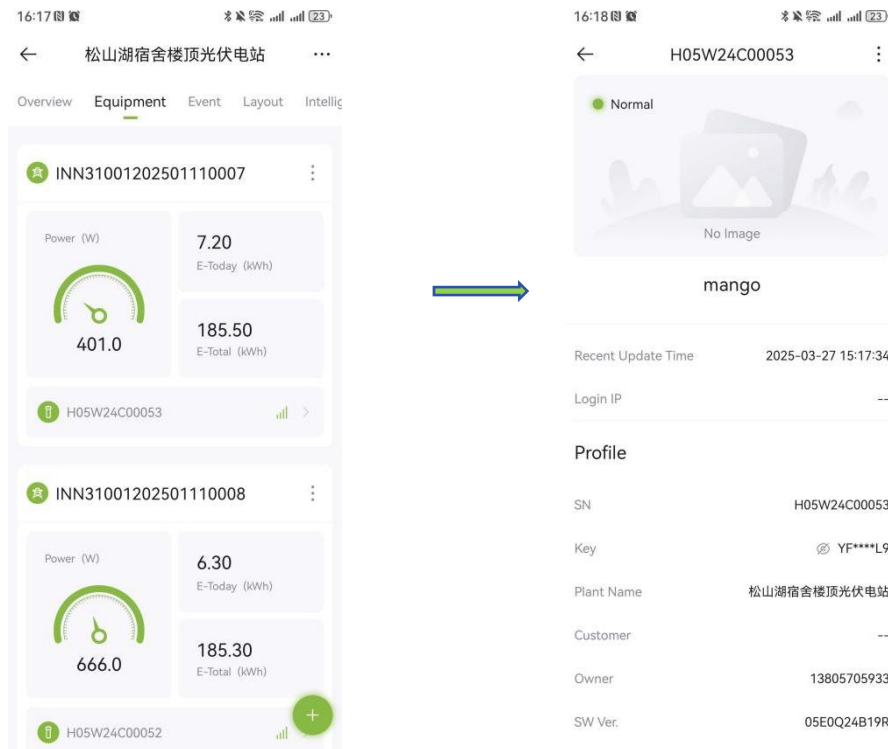 16:17
23
松山湖宿舍楼顶光伏电站
Overview Equipment Event Layout Intellig
INN31001202501110007
Power (W)
401.0
7.20
E-Today (kWh)
185.50
E-Total (kWh)
H05W24C00053
INN31001202501110008
Power (W)
666.0
6.30
E-Today (kWh)
185.30
E-Total (kWh)
H05W24C00052
16:18
23
H05W24C00053
Normal
No Image
mango
Recent Update Time 2025-03-27 15:17:34
Login IP --
Profile
SN H05W24C00053
Key YF****L9
Plant Name 松山湖宿舍楼顶光伏电站
Customer --
Owner 13805705933
SW Ver. 05E0Q24B19R